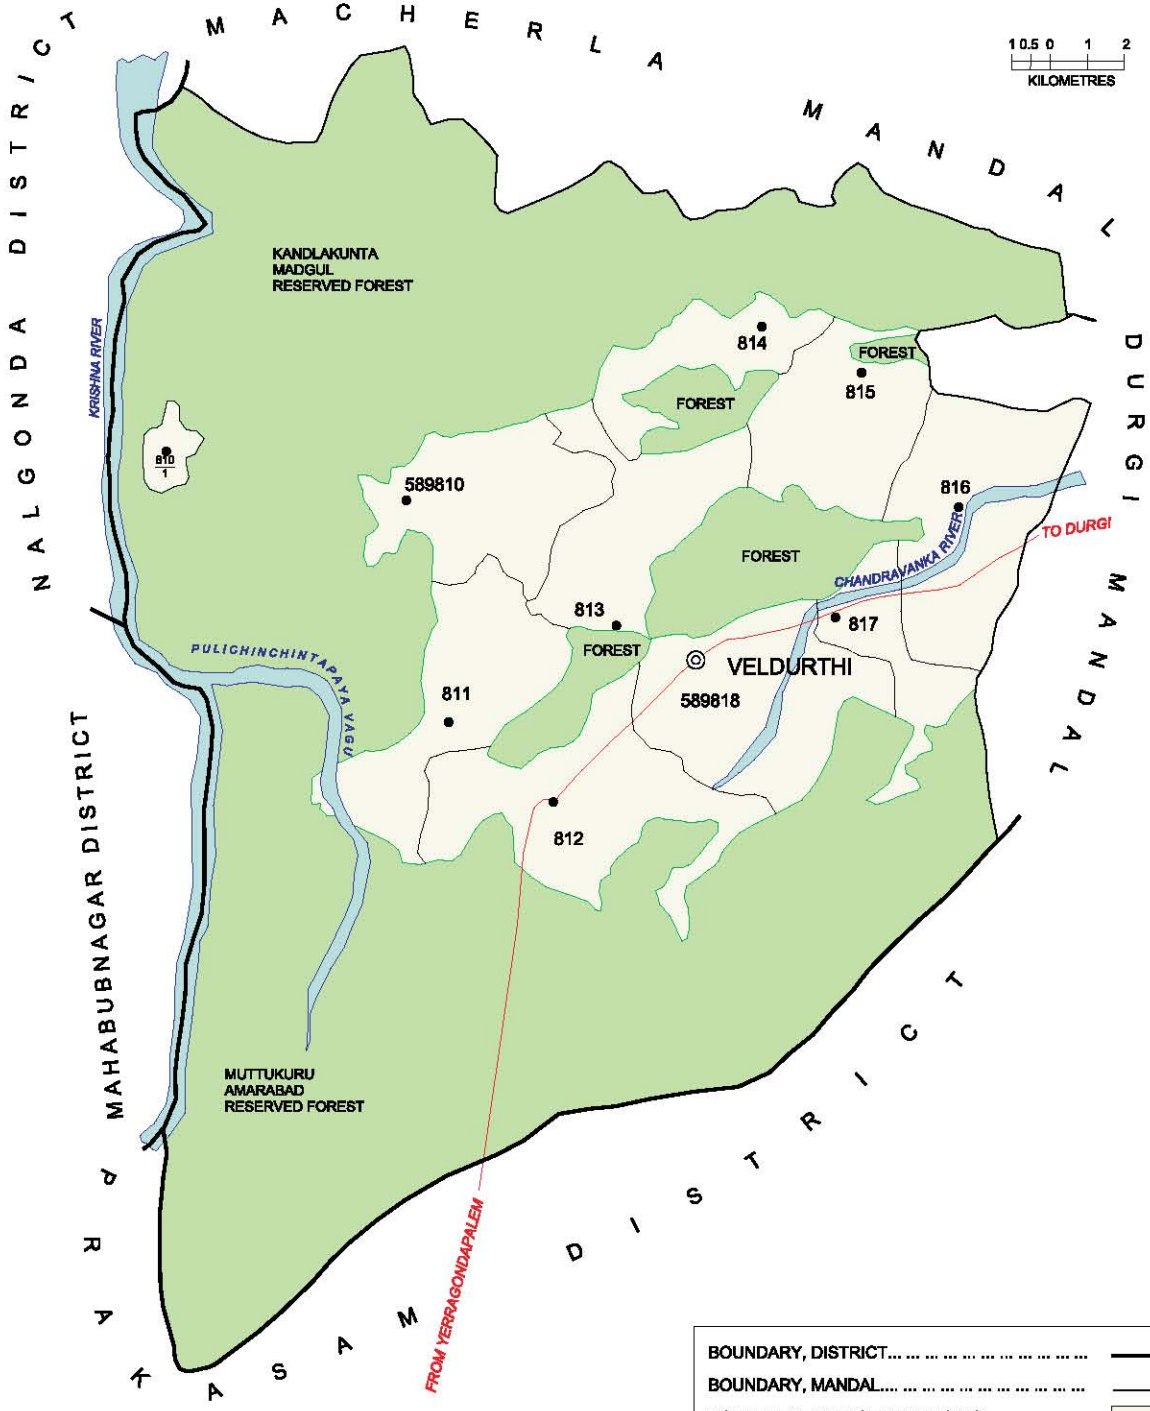 MACHERLA MANDAL
1 0.5 0 1 2
KILOMETRES
NALGONDA DISTRICT
KANDLAKUNTA
MADGUL
RESERVED FOREST
KRISHNA RIVER
814
FOREST
815
FOREST
DURGI MANDAL
810
1
589810
816
TO DURGI
FOREST
CHANDRAVANKA RIVER
813
817
FOREST
PULICHINCHINTAPAYA VAGU
VELDURTHI
589818
811
812
MAHABUBNAGAR DISTRICT
MUTTUKURU
AMARABAD
RESERVED FOREST
PRAKASAM DISTRICT
FROM YERRAGONDAPALEM
BOUNDARY, DISTRICT... ... ... ... ... ... ... ... ... ...
BOUNDARY, MANDAL... ... ... ... ... ... ... ... ... ...